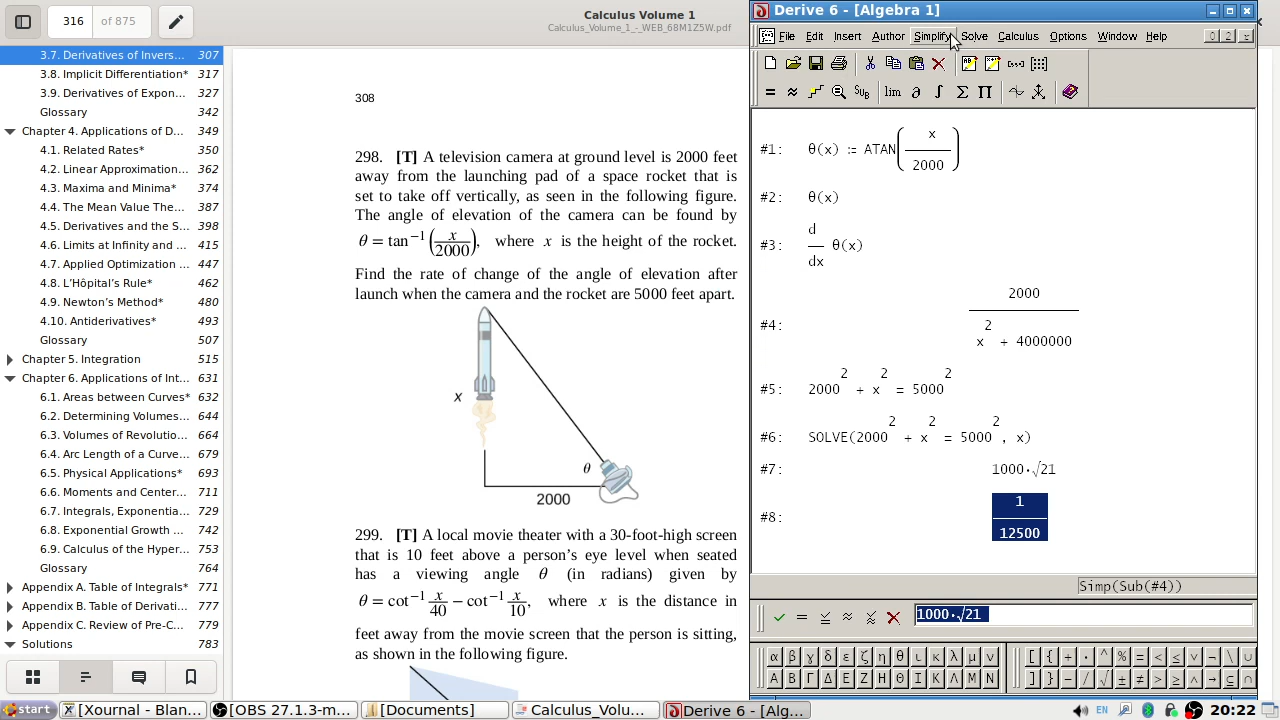 316 of 875
Calculus Volume 1
Calculus_Volume_1_-_WEB_68M1Z5W.pdf
3.7. Derivatives of Invers... 307
3.8. Implicit Differentiation* 317
3.9. Derivatives of Expon... 327
Glossary 342
Chapter 4. Applications of D... 349
4.1. Related Rates* 350
4.2. Linear Approximation... 362
4.3. Maxima and Minima* 374
4.4. The Mean Value The... 387
4.5. Derivatives and the S... 398
4.6. Limits at Infinity and ... 415
4.7. Applied Optimization ... 447
4.8. L'Hôpital's Rule* 462
4.9. Newton's Method* 480
4.10. Antiderivatives* 493
Glossary 507
Chapter 5. Integration 515
Chapter 6. Applications of Int... 631
6.1. Areas between Curves* 632
6.2. Determining Volumes... 644
6.3. Volumes of Revolutio... 664
6.4. Arc Length of a Curve... 679
6.5. Physical Applications* 693
6.6. Moments and Center... 711
6.7. Integrals, Exponentia... 729
6.8. Exponential Growth ... 742
6.9. Calculus of the Hyper... 753
Glossary 764
Appendix A. Table of Integrals* 771
Appendix B. Table of Derivati... 777
Appendix C. Review of Pre-C... 779
Solutions 783
308
298. [T] A television camera at ground level is 2000 feet
away from the launching pad of a space rocket that is
set to take off vertically, as seen in the following figure.
The angle of elevation of the camera can be found by
θ = tan⁻¹(x/2000), where x is the height of the rocket.
Find the rate of change of the angle of elevation after
launch when the camera and the rocket are 5000 feet apart.
x
θ
2000
299. [T] A local movie theater with a 30-foot-high screen
that is 10 feet above a person's eye level when seated
has a viewing angle θ (in radians) given by
θ = cot⁻¹ x/40 − cot⁻¹ x/10, where x is the distance in
feet away from the movie screen that the person is sitting,
as shown in the following figure.
Derive 6 - [Algebra 1]
File Edit Insert Author Simplify Solve Calculus Options Window Help
= ≈ SUB lim ∂ ∫ Σ Π
#1: θ(x) := ATAN(x/2000)
#2: θ(x)
#3: d/dx θ(x)
#4: 2000/(x² + 4000000)
#5: 2000² + x² = 5000²
#6: SOLVE(2000² + x² = 5000², x)
#7: 1000·√21
#8: 1/12500
Simp(Sub(#4))
1000·√21
α β γ δ ε ζ η θ ι κ λ μ ν [ { + · ^ % = < ≤ ∨ ¬ \ ∪
Α Β Γ Δ Ε Ζ Η Θ Ι Κ Λ Μ Ν ] } − / √ ± ≠ > ≥ ∧ → ⊆ ∩
start [Xournal - Blan... [OBS 27.1.3-m... [Documents] Calculus_Volu... Derive 6 - [Alg... EN 20:22